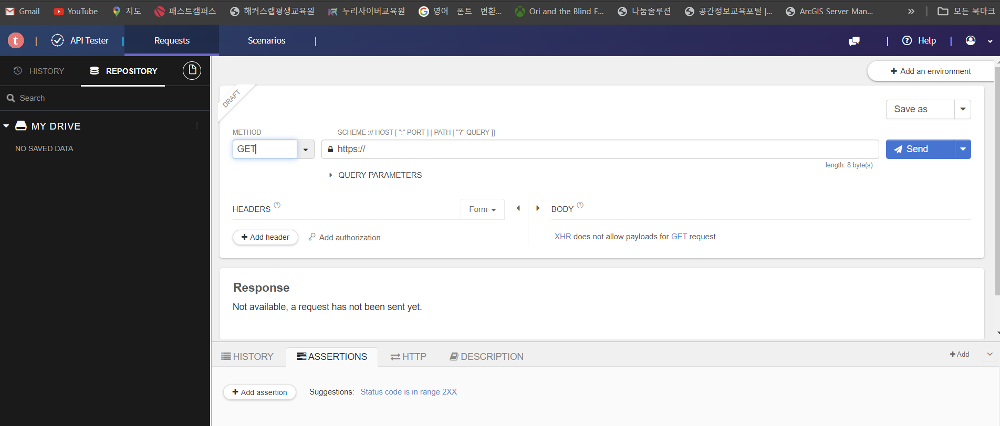 Gmail YouTube 지도 패스트캠퍼스 해커스랩평생교육원 누리사이버교육원 영어 폰트 변환... Ori and the Blind F... 나눔솔루션 공간정보교육포털 |... ArcGIS Server Man... » 모든 북마크
t | API Tester | Requests Scenarios | | Help |
HISTORY REPOSITORY
Add an environment
DRAFT
Search
Save as
MY DRIVE
METHOD SCHEME :// HOST [ ":" PORT ] [ PATH [ "?" QUERY ]]
NO SAVED DATA
GET https:// Send
length: 8 byte(s)
QUERY PARAMETERS
HEADERS ? Form BODY ?
Add header Add authorization XHR does not allow payloads for GET request.
Response
Not available, a request has not been sent yet.
HISTORY ASSERTIONS HTTP DESCRIPTION Add
Add assertion Suggestions: Status code is in range 2XX